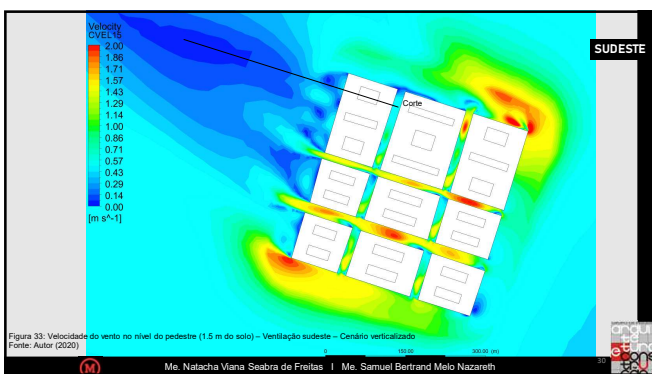 Velocity
CVEL15
2.00
1.86
1.71
1.57
1.43
1.29
1.14
1.00
0.86
0.71
0.57
0.43
0.29
0.14
0.00
[m s^-1]
SUDESTE
Corte
Figura 33: Velocidade do vento no nível do pedestre (1.5 m do solo) – Ventilação sudeste – Cenário verticalizado
Fonte: Autor (2020)
0 150.00 300.00 (m)
30
M
Me. Natacha Viana Seabra de Freitas I Me. Samuel Bertrand Melo Nazareth